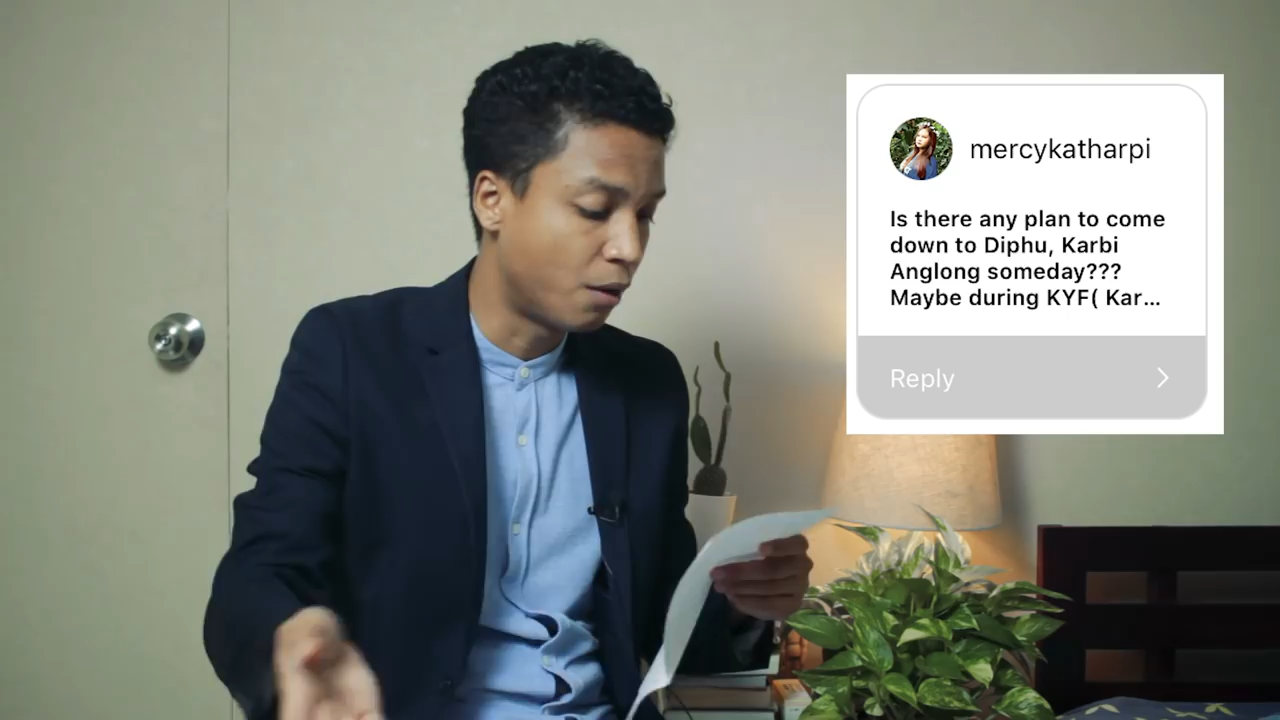 mercykatharpi
Is there any plan to come
down to Diphu, Karbi
Anglong someday???
Maybe during KYF( Kar...
Reply